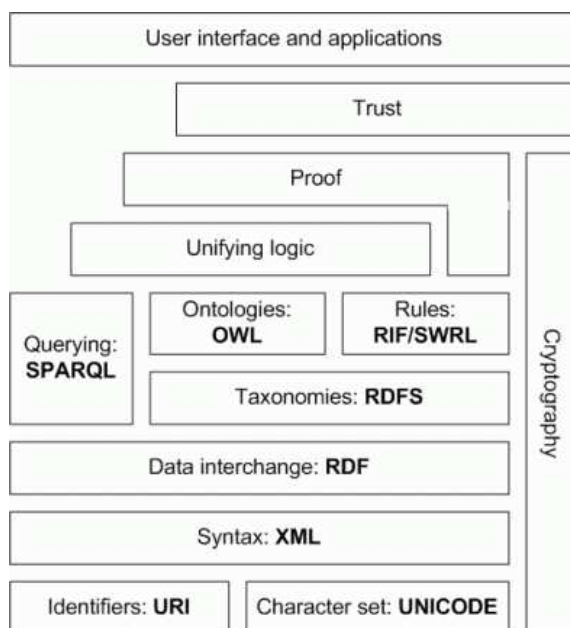 User interface and applications
Trust
Proof
Unifying logic
Ontologies:
OWL
Rules:
RIF/SWRL
Querying:
SPARQL
Taxonomies: RDFS
Cryptography
Data interchange: RDF
Syntax: XML
Identifiers: URI
Character set: UNICODE